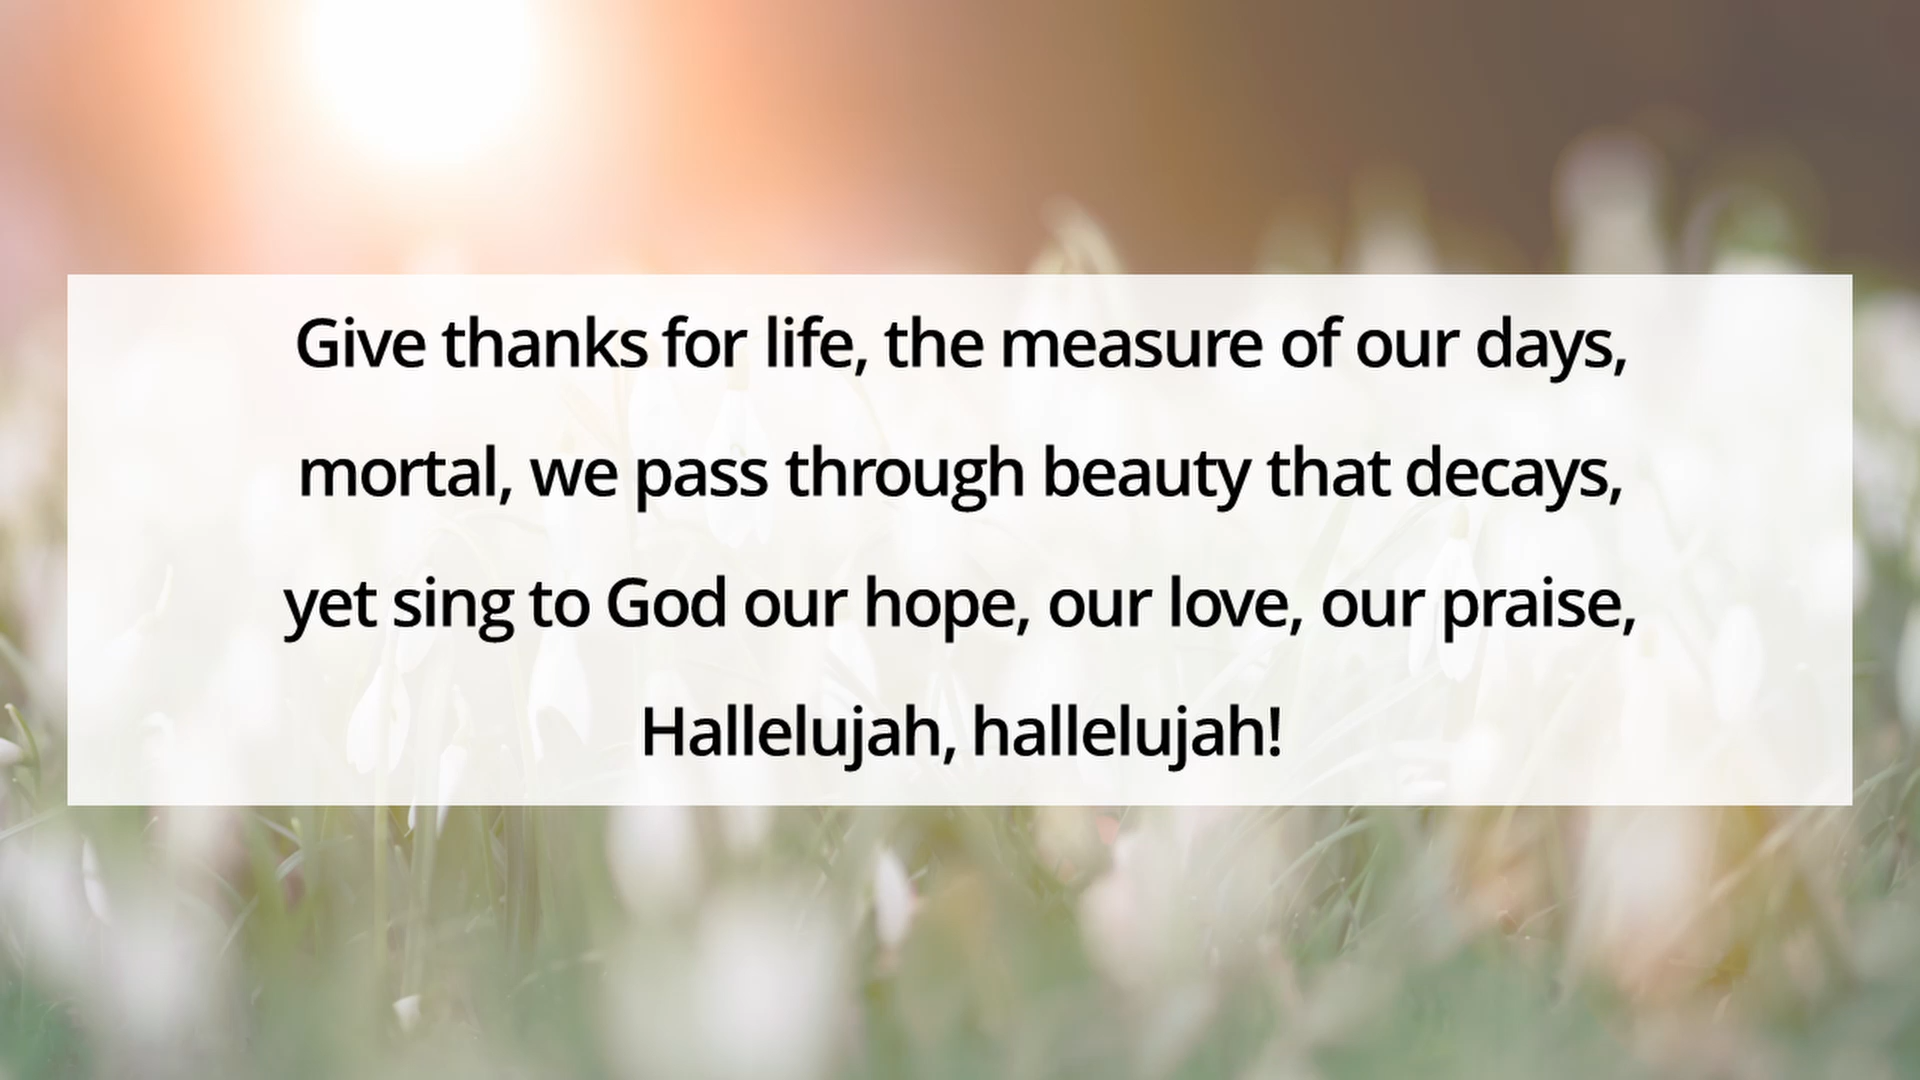 Give thanks for life, the measure of our days,
mortal, we pass through beauty that decays,
yet sing to God our hope, our love, our praise,
Hallelujah, hallelujah!